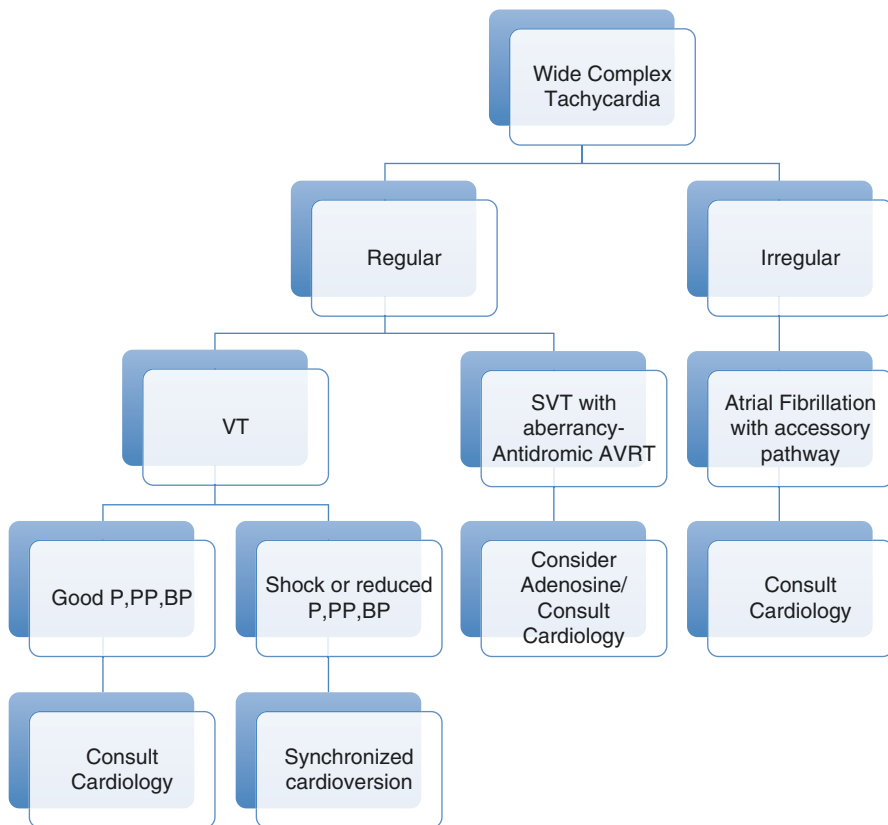 Wide Complex
Tachycardia
Regular
Irregular
VT
SVT with
aberrancy-
Antidromic AVRT
Atrial Fibrillation
with accessory
pathway
Good P,PP,BP
Shock or reduced
P,PP,BP
Consider
Adenosine/
Consult
Cardiology
Consult
Cardiology
Consult
Cardiology
Synchronized
cardioversion